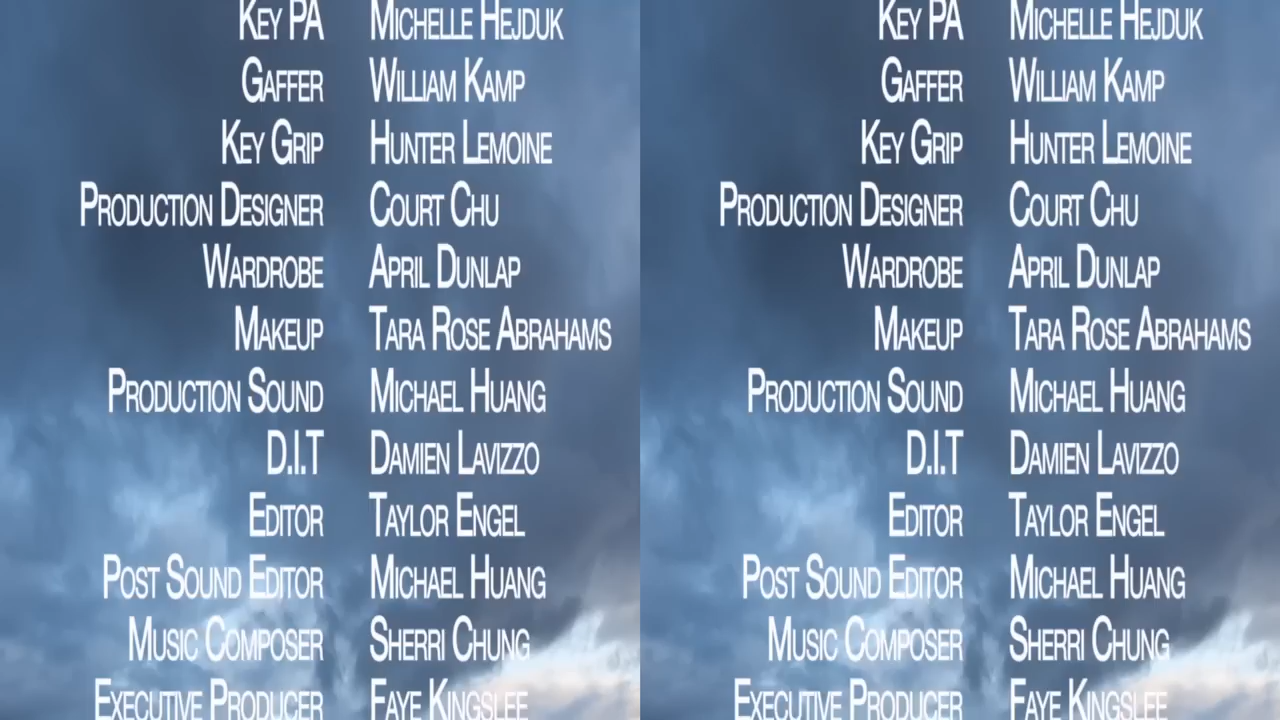 Key PA Michelle Hejduk Key PA Michelle Hejduk
Gaffer William Kamp Gaffer William Kamp
Key Grip Hunter Lemoine Key Grip Hunter Lemoine
Production Designer Court Chu Production Designer Court Chu
Wardrobe April Dunlap Wardrobe April Dunlap
Makeup Tara Rose Abrahams Makeup Tara Rose Abrahams
Production Sound Michael Huang Production Sound Michael Huang
D.I.T Damien Lavizzo D.I.T Damien Lavizzo
Editor Taylor Engel Editor Taylor Engel
Post Sound Editor Michael Huang Post Sound Editor Michael Huang
Music Composer Sherri Chung Music Composer Sherri Chung
Executive Producer Faye Kingslee Executive Producer Faye Kingslee